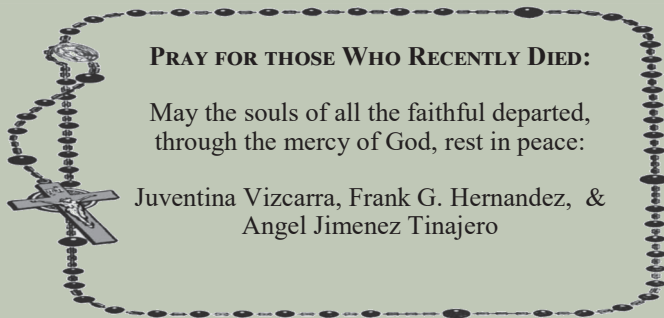 PRAY FOR THOSE WHO RECENTLY DIED:
May the souls of all the faithful departed,
through the mercy of God, rest in peace:
Juventina Vizcarra, Frank G. Hernandez, &
Angel Jimenez Tinajero